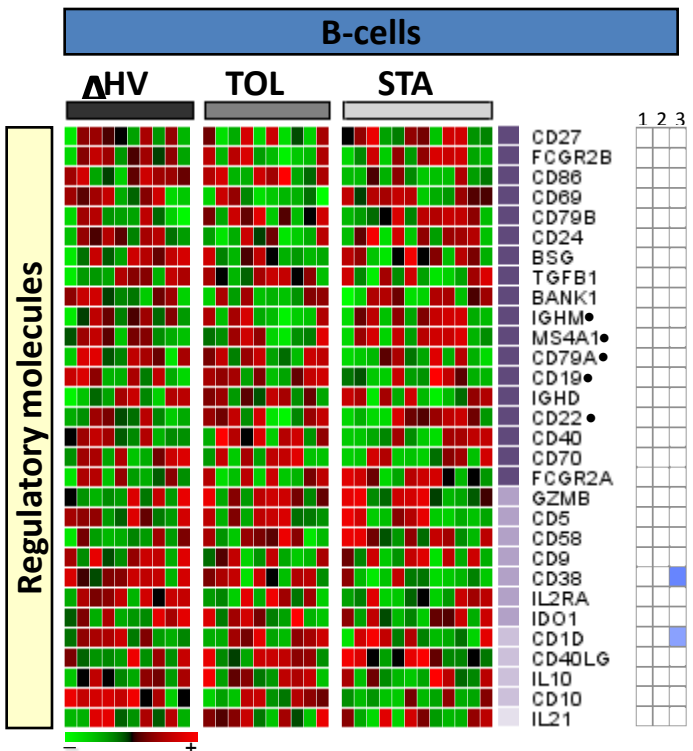 B-cells
ΔHV TOL STA
1 2 3
Regulatory molecules
CD27
FCGR2B
CD86
CD69
CD79B
CD24
BSG
TGFB1
BANK1
IGHM●
MS4A1●
CD79A●
CD19●
IGHD
CD22●
CD40
CD70
FCGR2A
GZMB
CD5
CD58
CD9
CD38
IL2RA
IDO1
CD1D
CD40LG
IL10
CD10
IL21
− +